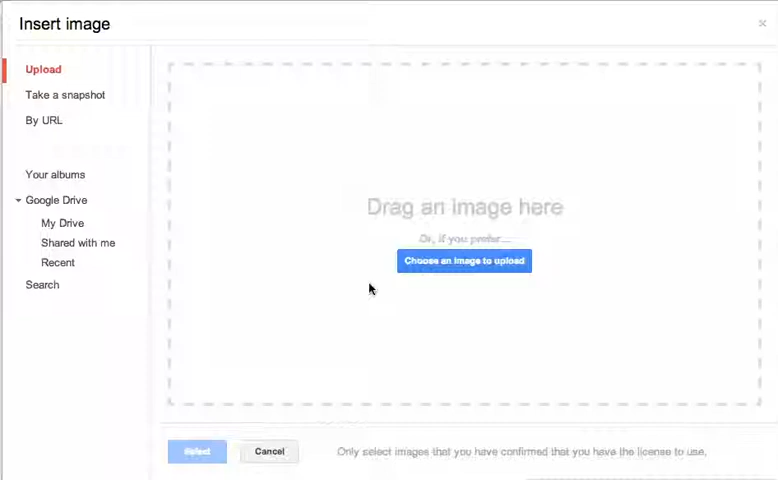 Insert image
Upload
Take a snapshot
By URL
Your albums
Google Drive
My Drive
Shared with me
Recent
Search
Drag an image here
Or, if you prefer...
Choose an image to upload
Select
Cancel
Only select images that you have confirmed that you have the license to use.